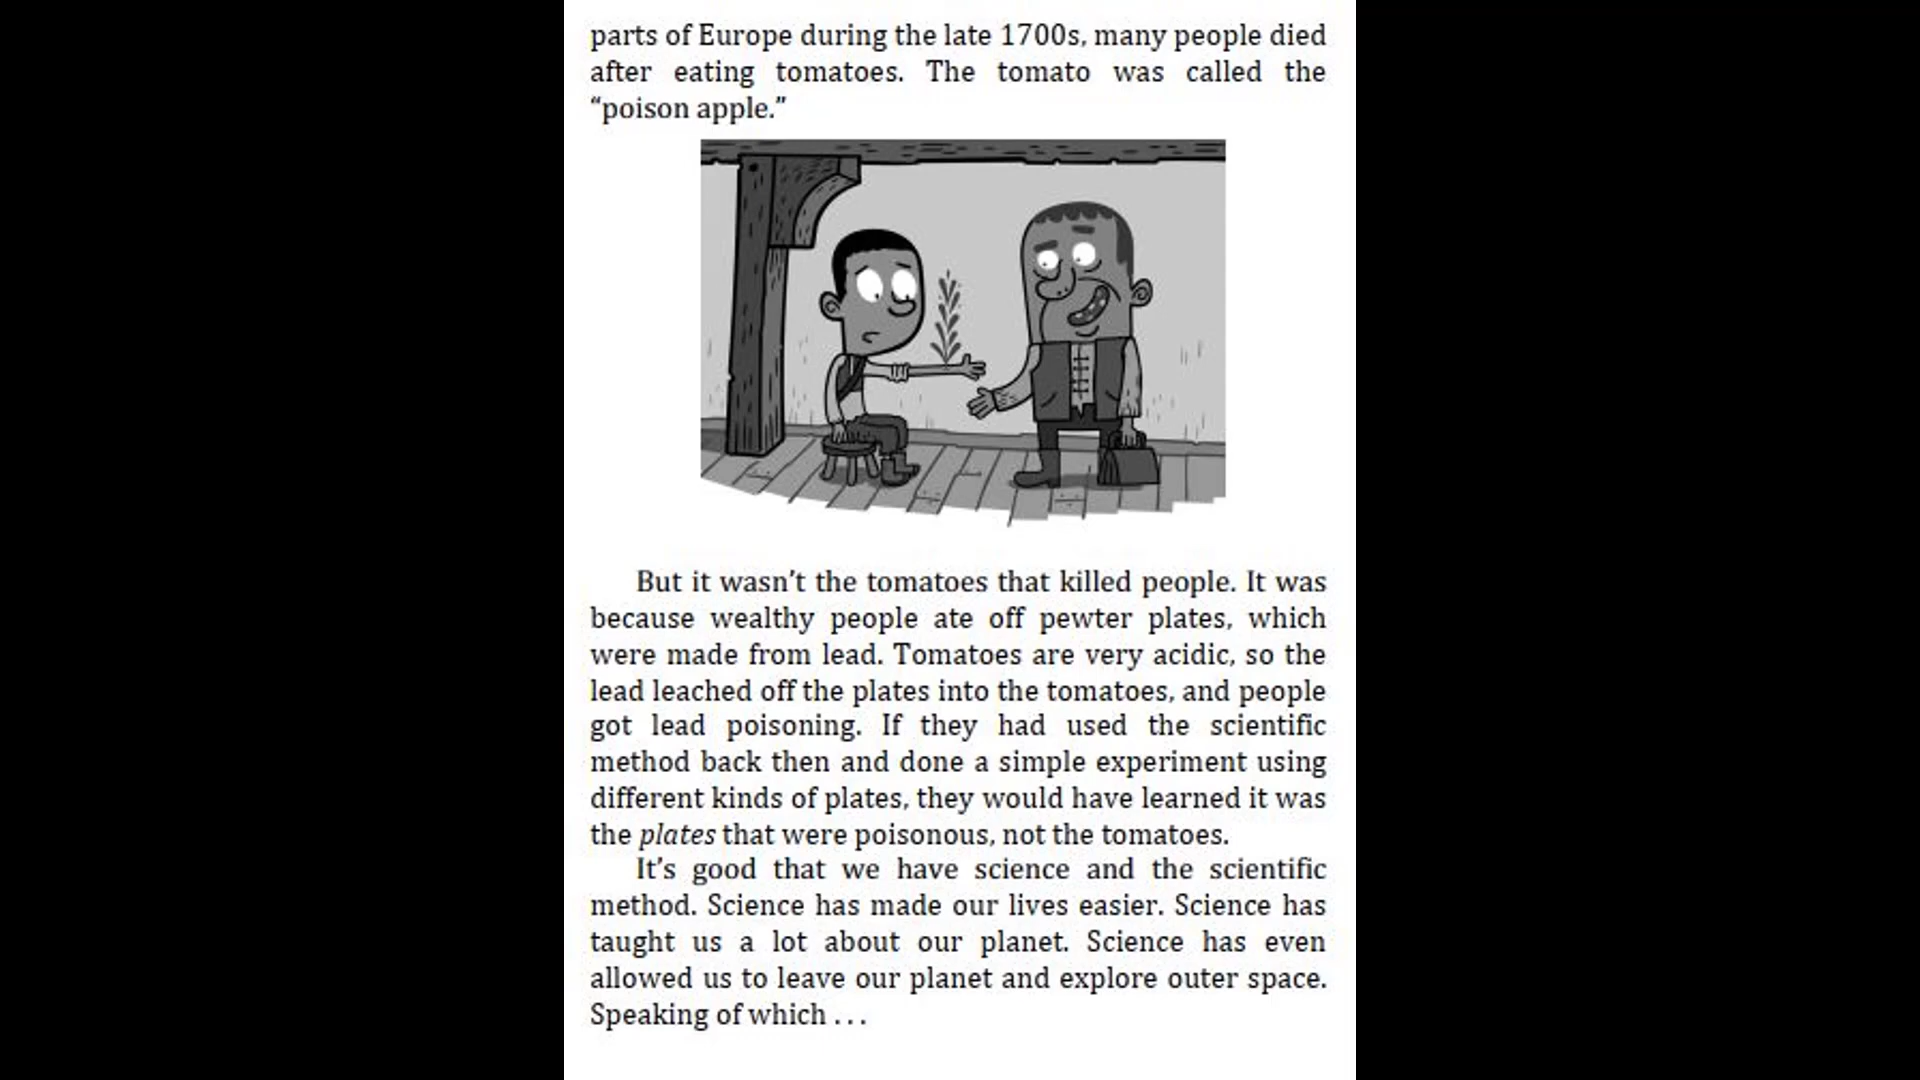 parts of Europe during the late 1700s, many people died
after eating tomatoes. The tomato was called the
“poison apple.”
But it wasn’t the tomatoes that killed people. It was
because wealthy people ate off pewter plates, which
were made from lead. Tomatoes are very acidic, so the
lead leached off the plates into the tomatoes, and people
got lead poisoning. If they had used the scientific
method back then and done a simple experiment using
different kinds of plates, they would have learned it was
the plates that were poisonous, not the tomatoes.
It’s good that we have science and the scientific
method. Science has made our lives easier. Science has
taught us a lot about our planet. Science has even
allowed us to leave our planet and explore outer space.
Speaking of which . . .